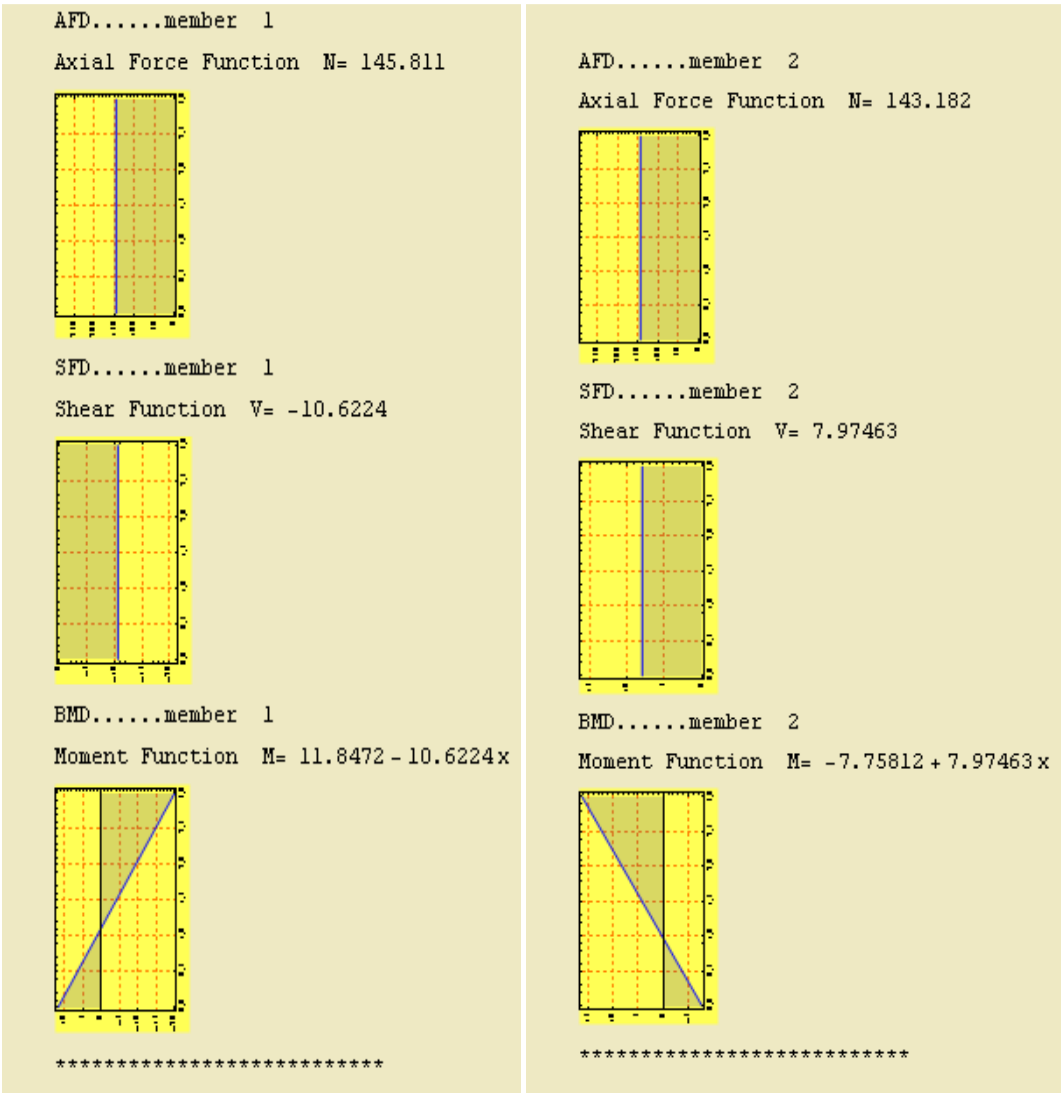 AFD......member 1
Axial Force Function N= 145.811
SFD......member 1
Shear Function V= -10.6224
BMD......member 1
Moment Function M= 11.8472 - 10.6224 x
***************************
AFD......member 2
Axial Force Function N= 143.182
SFD......member 2
Shear Function V= 7.97463
BMD......member 2
Moment Function M= -7.75812 + 7.97463 x
***************************